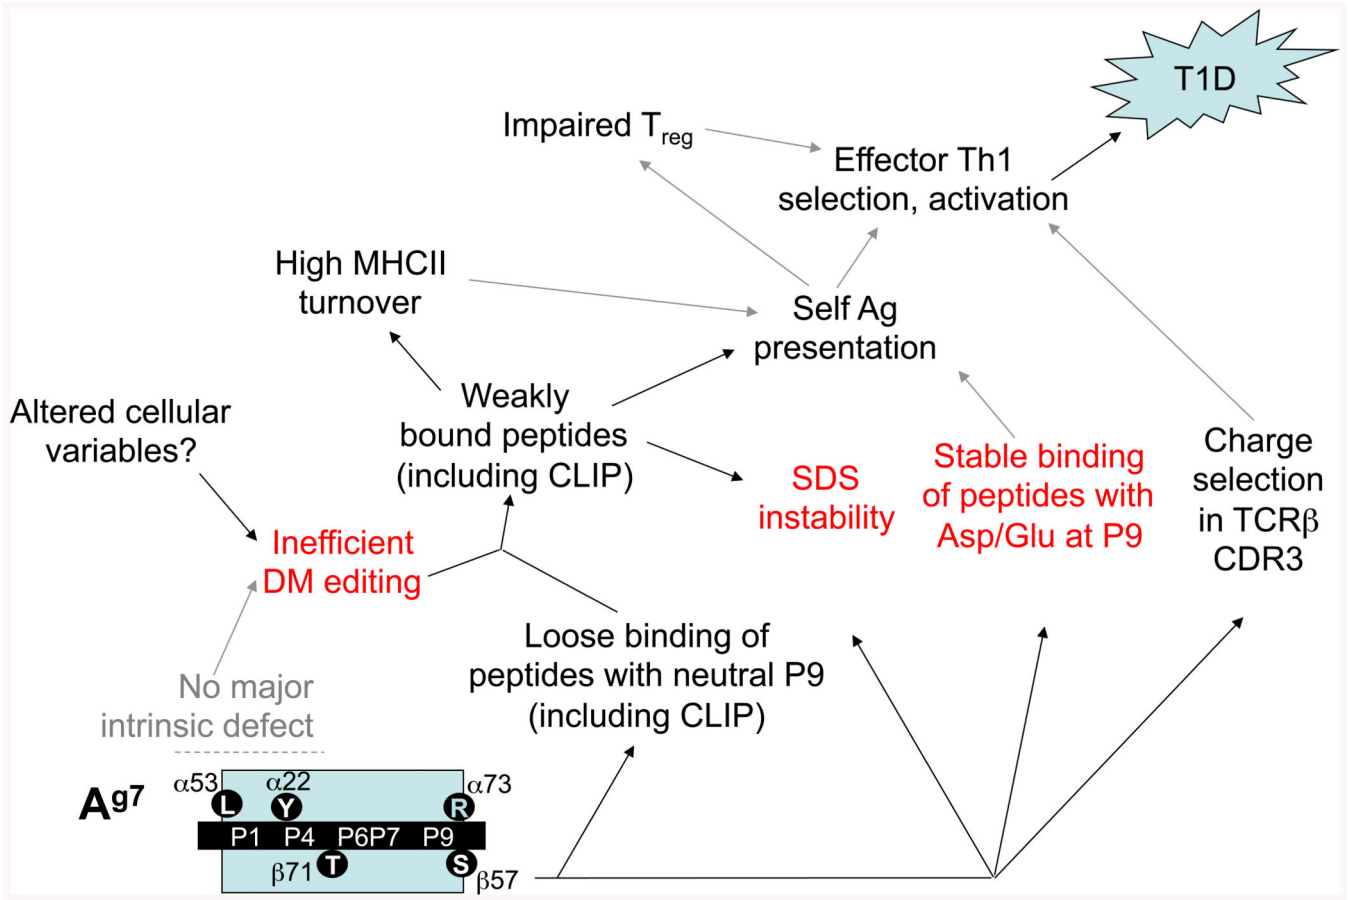 T1D
Impaired Treg
Effector Th1
selection, activation
High MHCII
turnover
Self Ag
presentation
Weakly
bound peptides
(including CLIP)
Altered cellular
variables?
SDS
instability
Stable binding
of peptides with
Asp/Glu at P9
Charge
selection
in TCRβ
CDR3
Inefficient
DM editing
Loose binding of
peptides with neutral P9
(including CLIP)
No major
intrinsic defect
Ag7
α53 α22 α73
L Y R
P1 P4 P6P7 P9
β71 T S β57